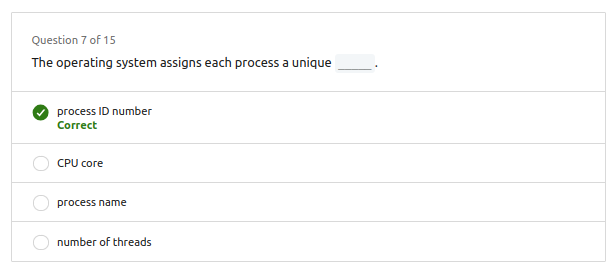 Question 7 of 15
The operating system assigns each process a unique _____.
process ID number
Correct
CPU core
process name
number of threads